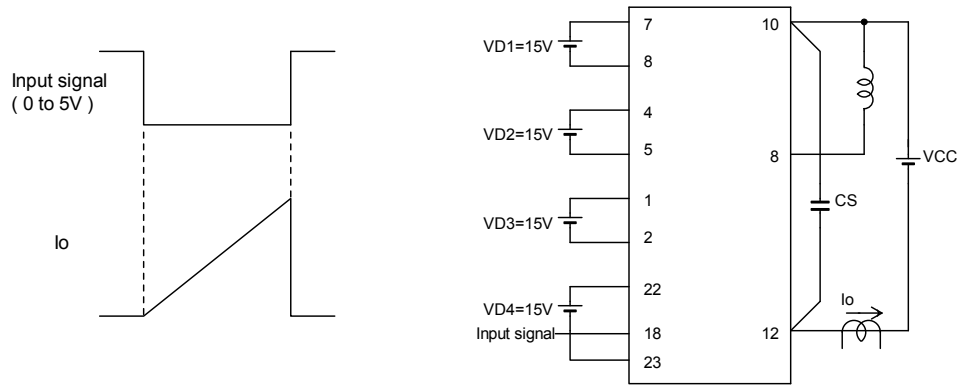 Input signal
( 0 to 5V )
Io
VD1=15V
7
8
VD2=15V
4
5
VD3=15V
1
2
VD4=15V
22
Input signal
18
23
10
8
12
CS
VCC
Io